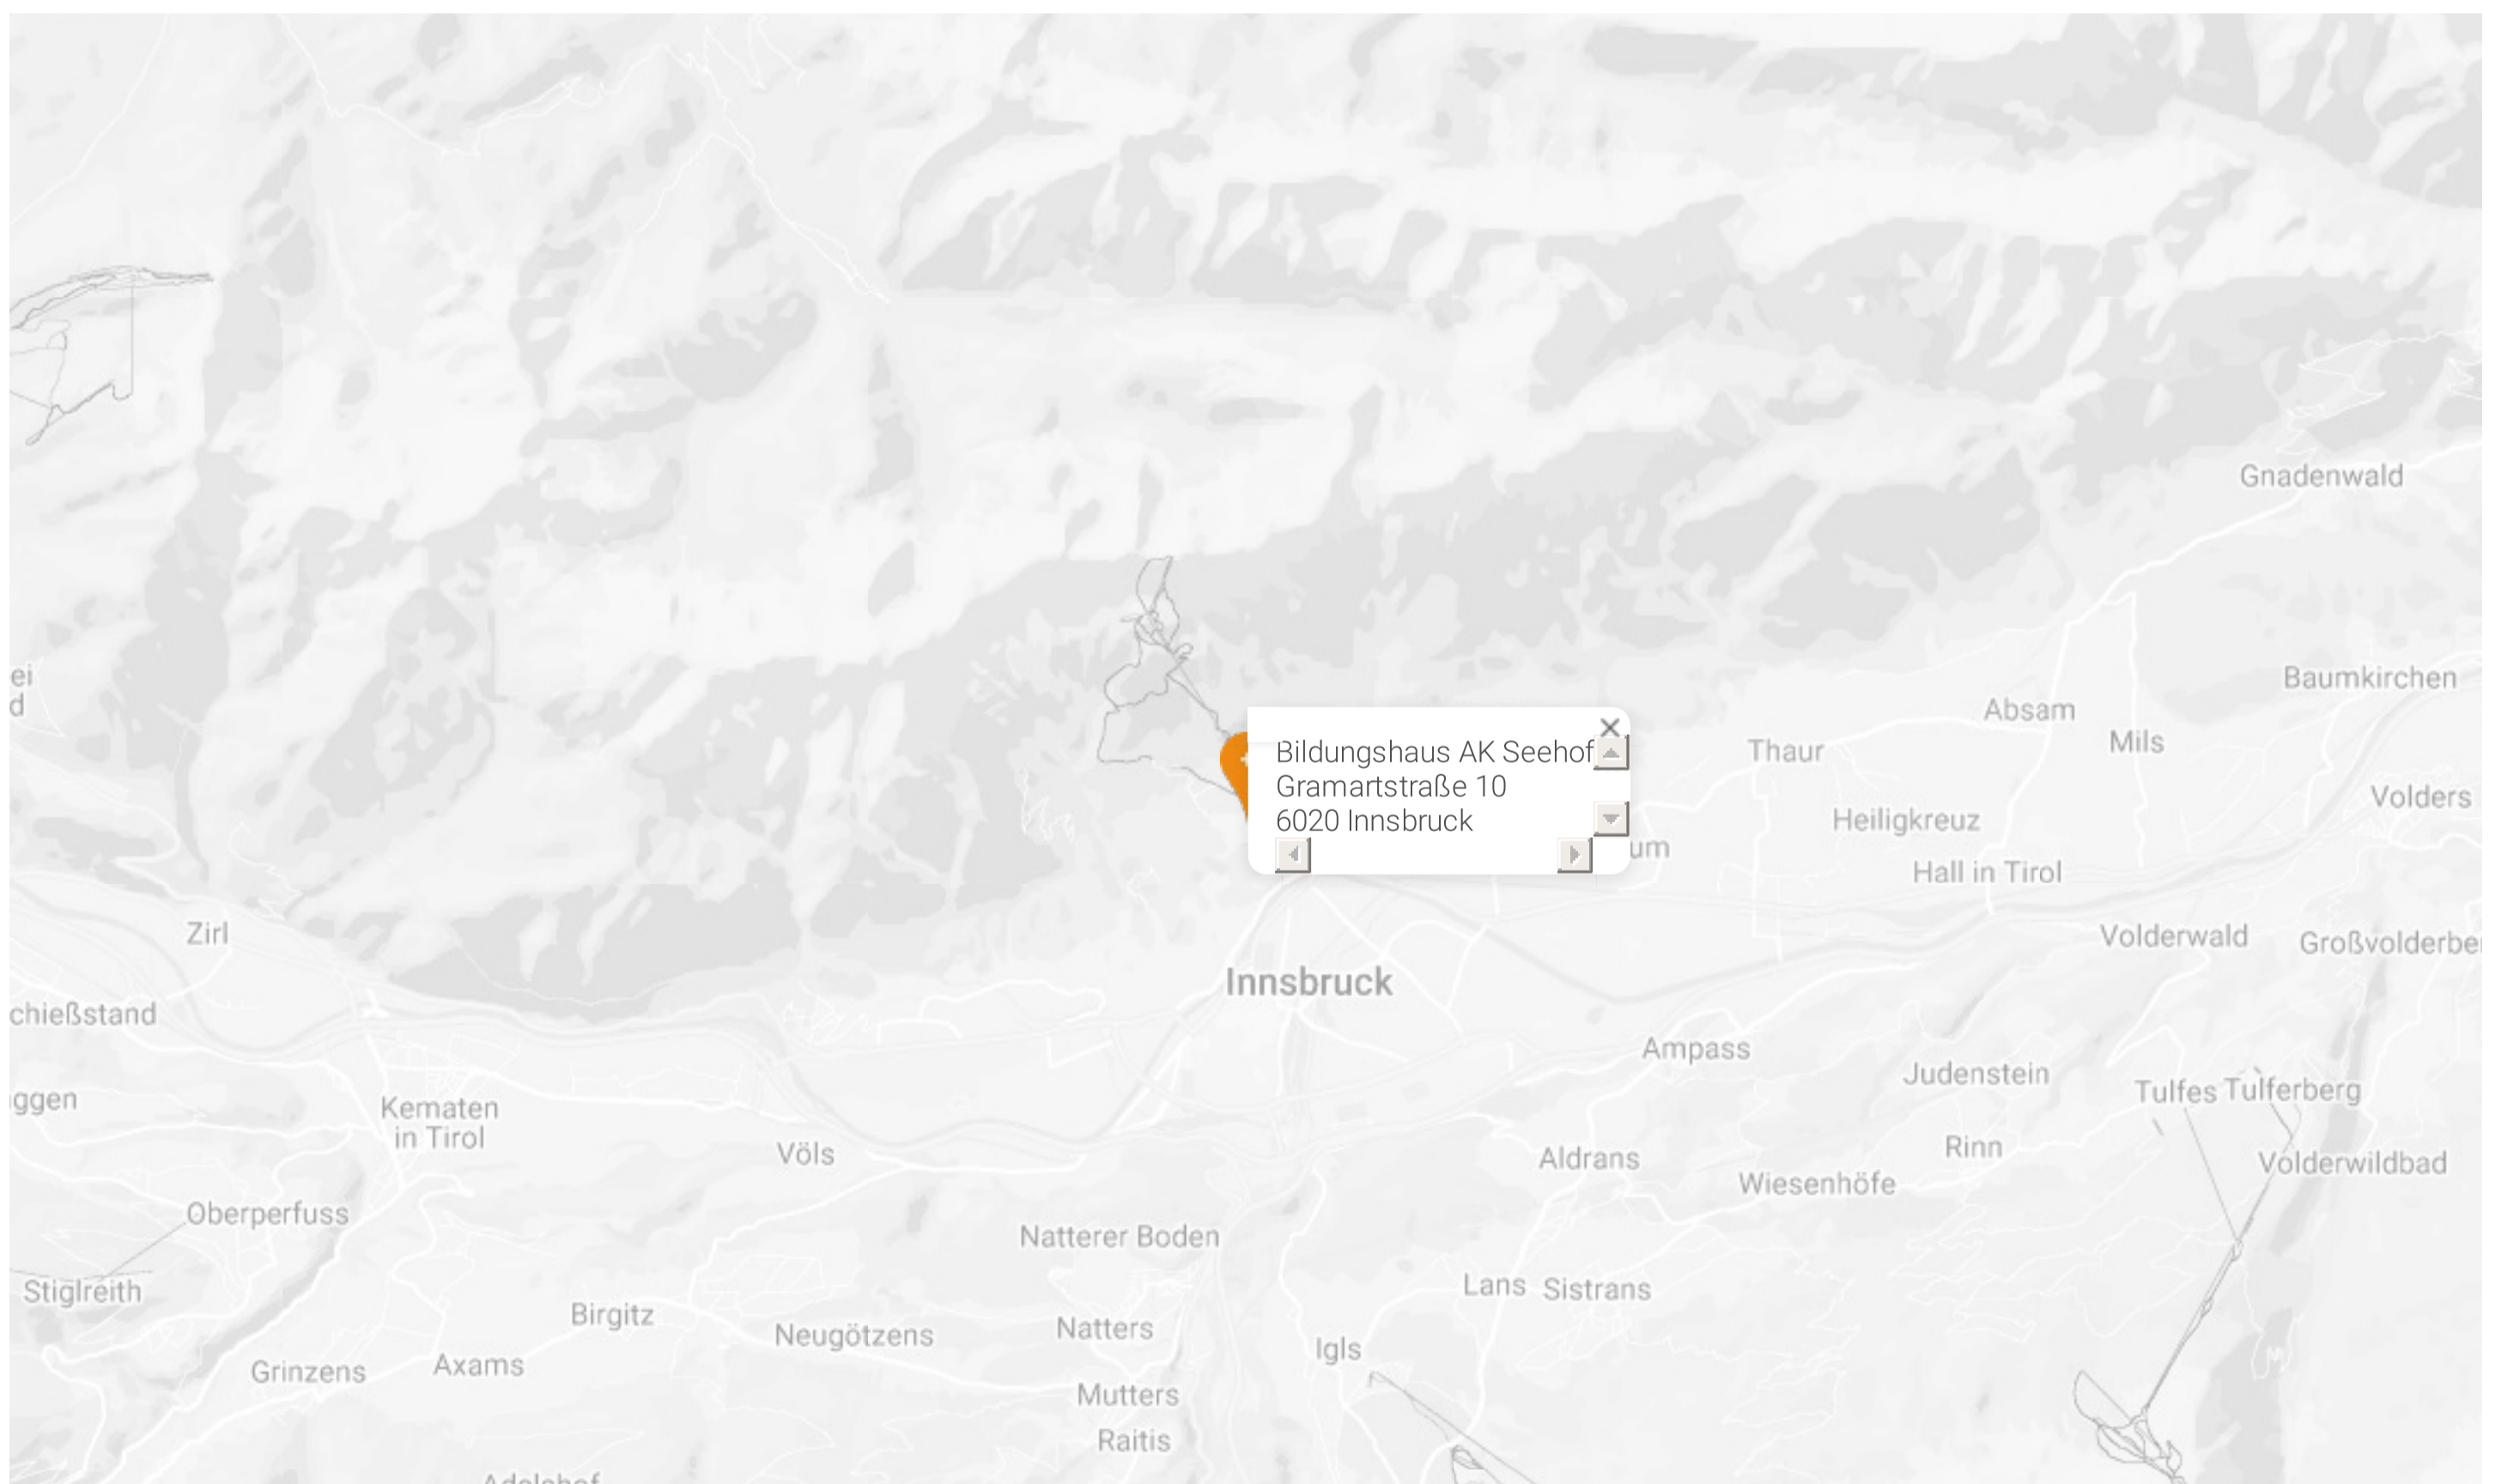 Gnadenwald
ei
d
Baumkirchen
Absam
Mils
Thaur
Bildungshaus AK Seehof
Gramartstraße 10
6020 Innsbruck
Volders
Heiligkreuz
um
Hall in Tirol
Zirl
Volderwald
Großvolderbe
Innsbruck
chießstand
Ampass
Judenstein
Tulfes
Tulferberg
ggen
Kematen
in Tirol
Völs
Rinn
Aldrans
Volderwildbad
Wiesenhöfe
Oberperfuss
Natterer Boden
Stiglreith
Lans
Sistrans
Birgitz
Neugötzens
Natters
Igls
Grinzens
Axams
Mutters
Raitis